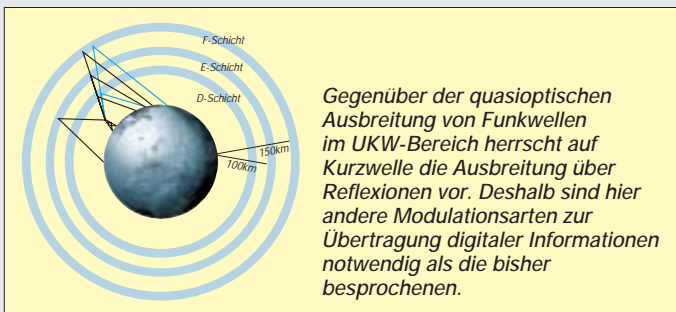 F-Schicht
E-Schicht
D-Schicht
150km
100km
Gegenüber der quasioptischen
Ausbreitung von Funkwellen
im UKW-Bereich herrscht auf
Kurzwelle die Ausbreitung über
Reflexionen vor. Deshalb sind hier
andere Modulationsarten zur
Übertragung digitaler Informationen
notwendig als die bisher
besprochenen.